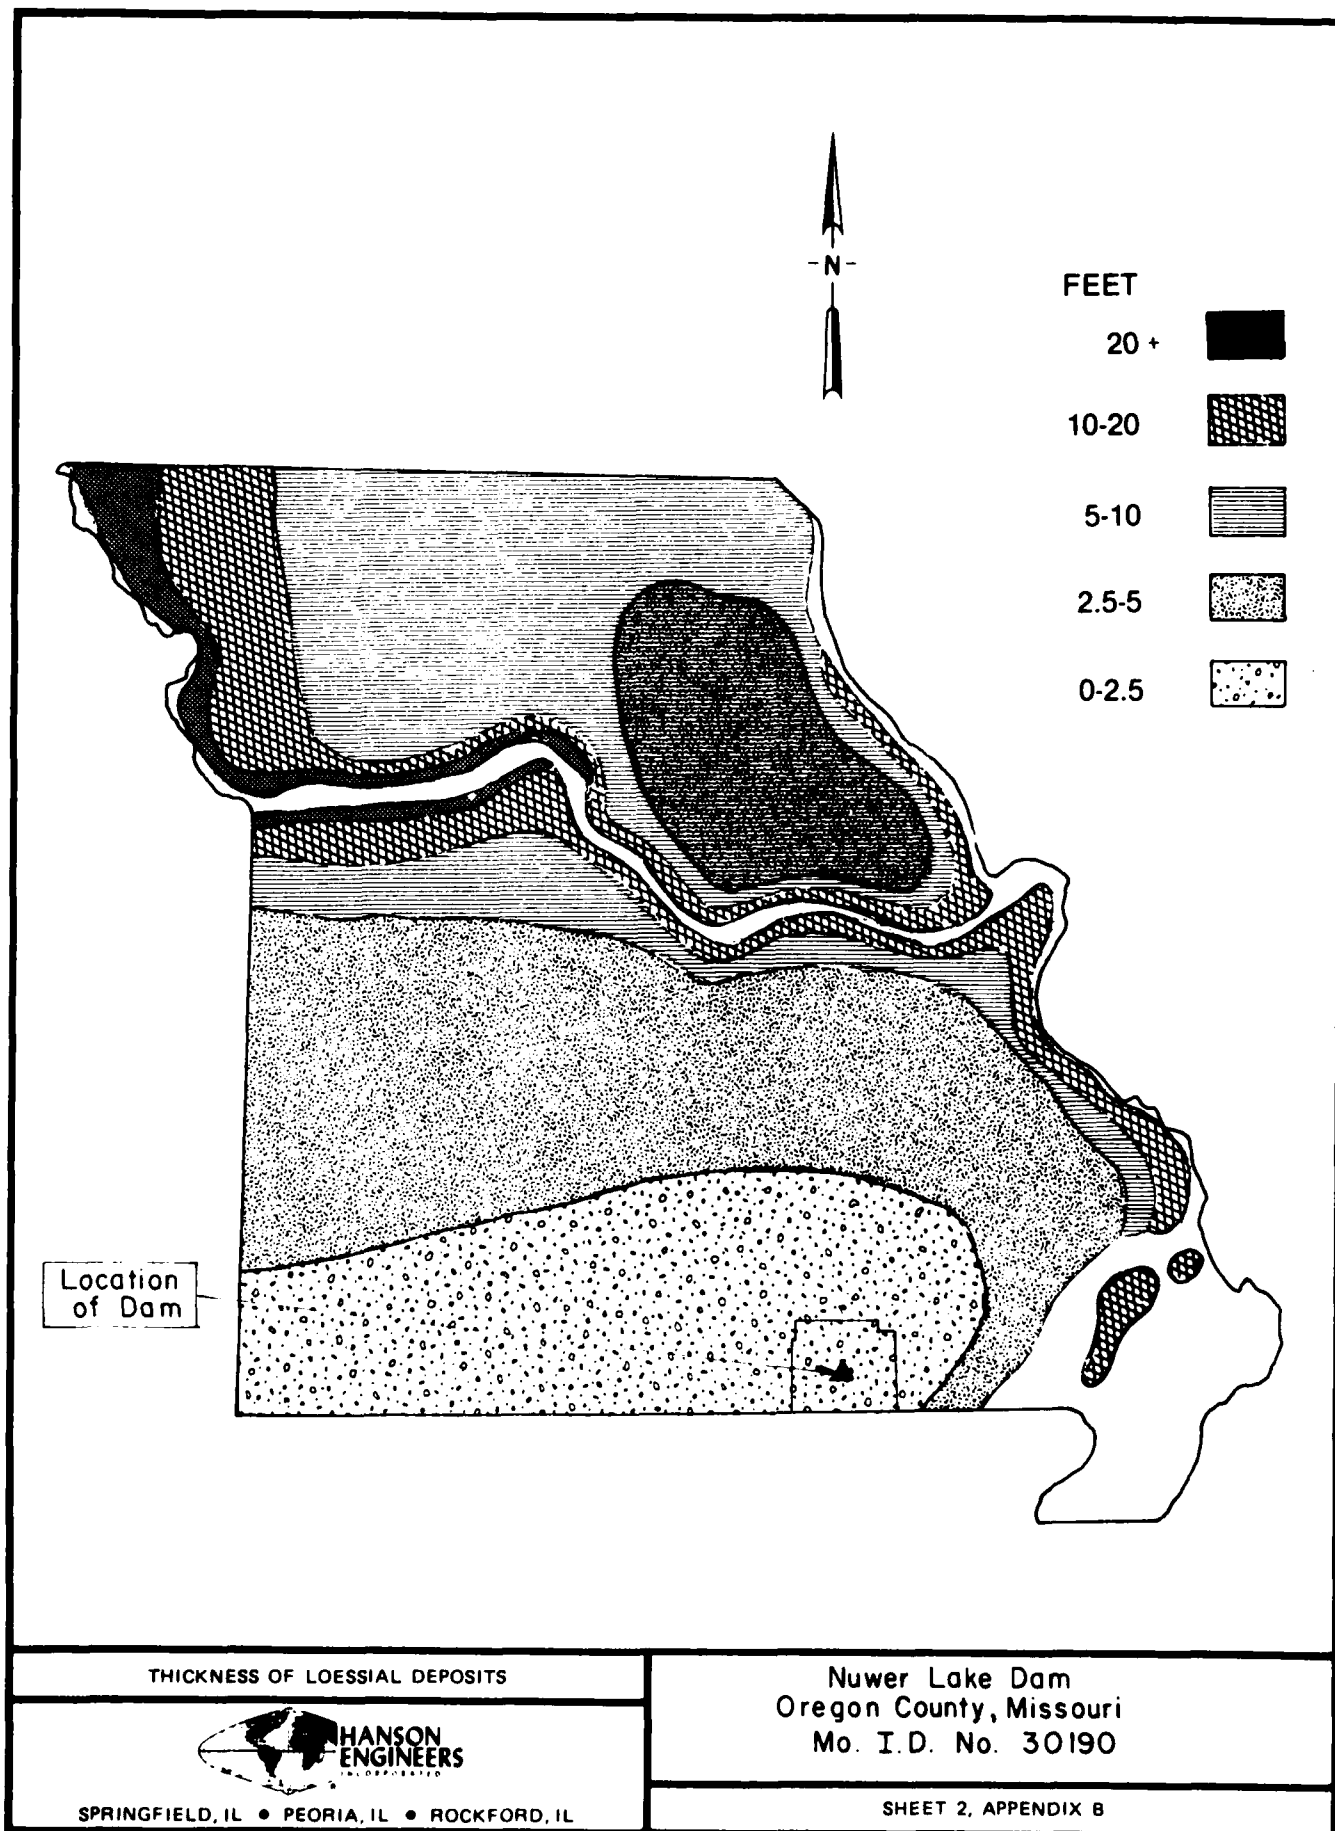 -N-
FEET
20 +
10-20
5-10
2.5-5
0-2.5
Location
of Dam
THICKNESS OF LOESSIAL DEPOSITS
HANSON
ENGINEERS
INCORPORATED
SPRINGFIELD, IL ● PEORIA, IL ● ROCKFORD, IL
Nuwer Lake Dam
Oregon County, Missouri
Mo. I.D. No. 30190
SHEET 2, APPENDIX B